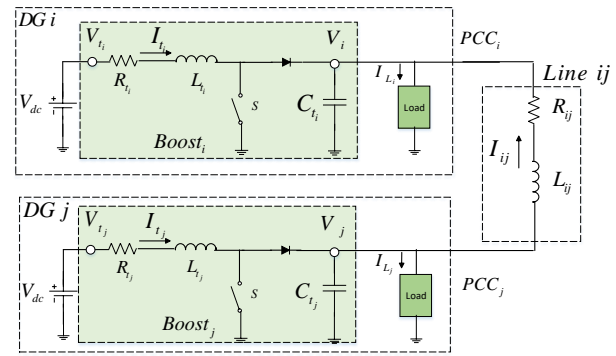 DG i
V_{t_i}
I_{t_i}
V_i
PCC_i
Line ij
R_{t_i}
L_{t_i}
I_{L_i}
V_{dc}
+
S
C_{t_i}
Load
R_{ij}
Boost_i
I_{ij}
L_{ij}
DG j
V_{t_j}
I_{t_j}
V_j
R_{t_j}
L_{t_j}
I_{L_j}
V_{dc}
+
S
C_{t_j}
Load
PCC_j
Boost_j